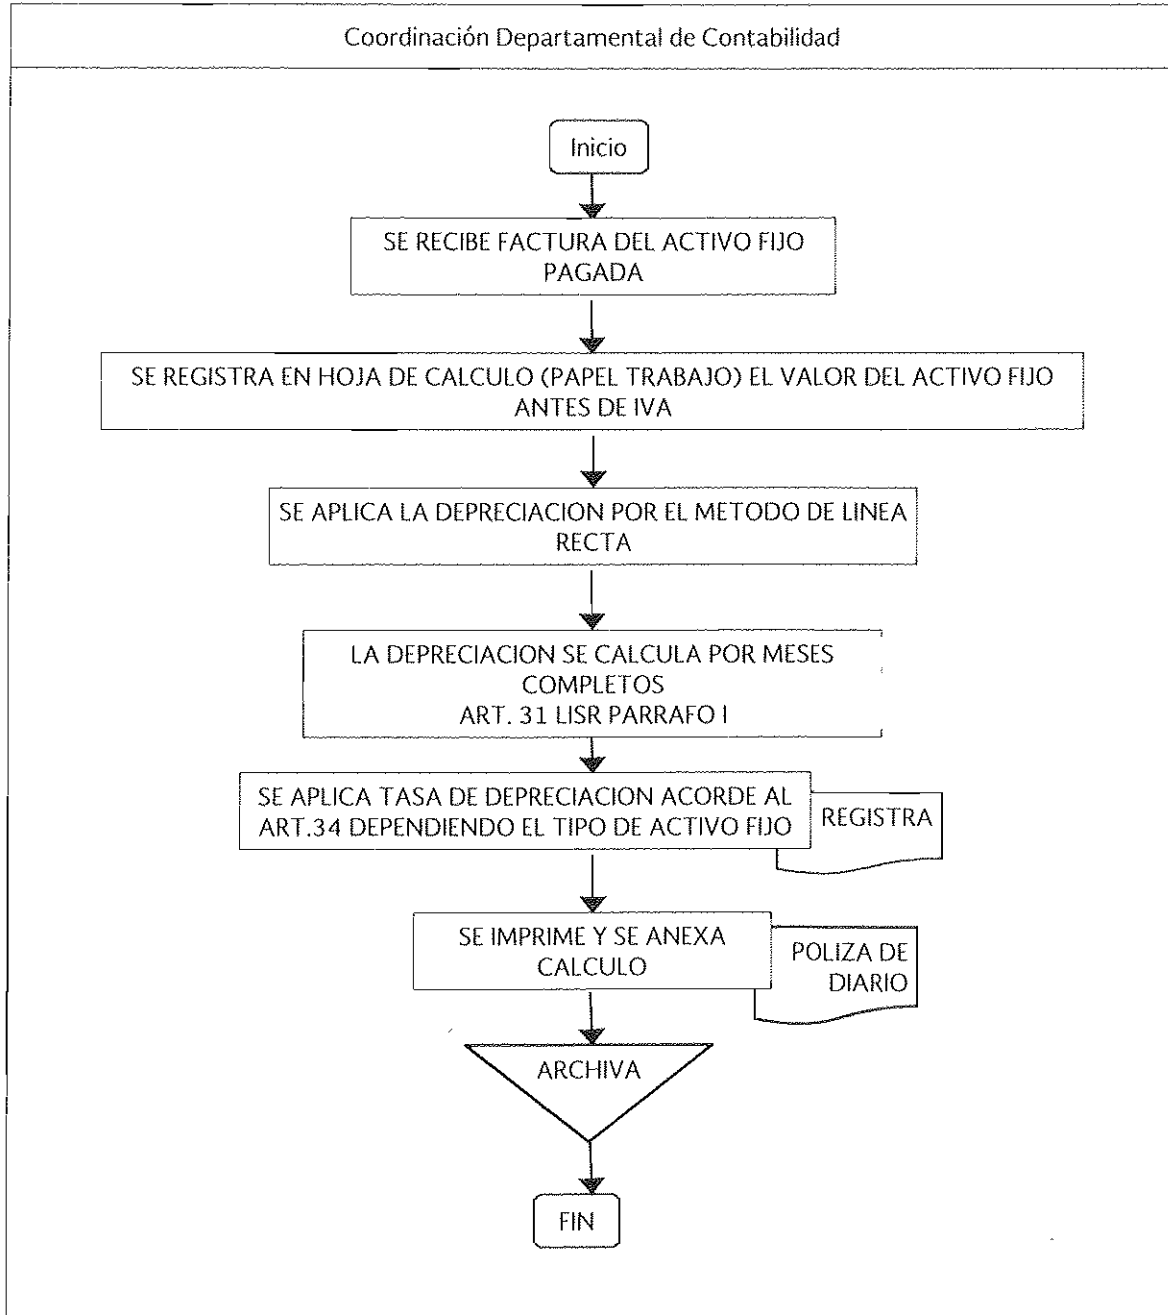 Coordinación Departamental de Contabilidad
Inicio
SE RECIBE FACTURA DEL ACTIVO FIJO
PAGADA
SE REGISTRA EN HOJA DE CALCULO (PAPEL TRABAJO) EL VALOR DEL ACTIVO FIJO
ANTES DE IVA
SE APLICA LA DEPRECIACION POR EL METODO DE LINEA
RECTA
LA DEPRECIACION SE CALCULA POR MESES
COMPLETOS
ART. 31 LISR PARRAFO I
SE APLICA TASA DE DEPRECIACION ACORDE AL
ART.34 DEPENDIENDO EL TIPO DE ACTIVO FIJO
REGISTRA
SE IMPRIME Y SE ANEXA
CALCULO
POLIZA DE
DIARIO
ARCHIVA
FIN